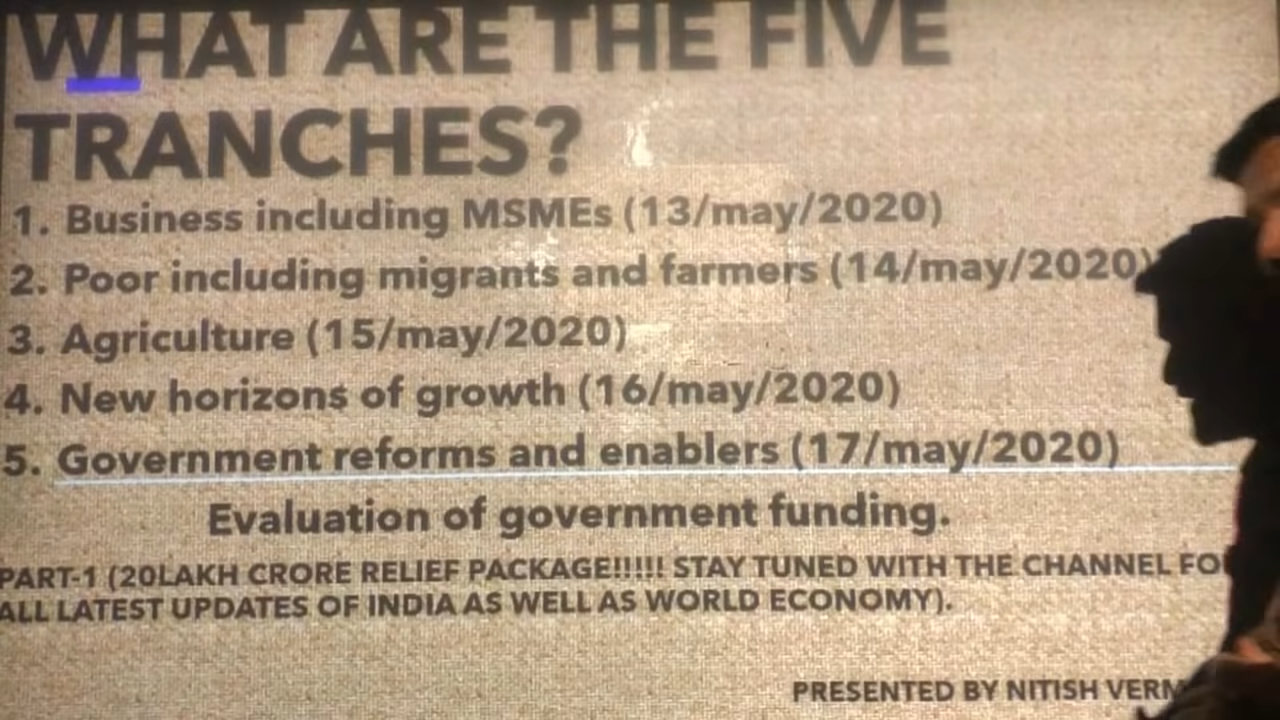 WHAT ARE THE FIVE
TRANCHES?
1. Business including MSMEs (13/may/2020)
2. Poor including migrants and farmers (14/may/2020)
3. Agriculture (15/may/2020)
4. New horizons of growth (16/may/2020)
5. Government reforms and enablers (17/may/2020)
Evaluation of government funding.
PART-1 (20LAKH CRORE RELIEF PACKAGE!!!!! STAY TUNED WITH THE CHANNEL
ALL LATEST UPDATES OF INDIA AS WELL AS WORLD ECONOMY).
PRESENTED BY NITISH